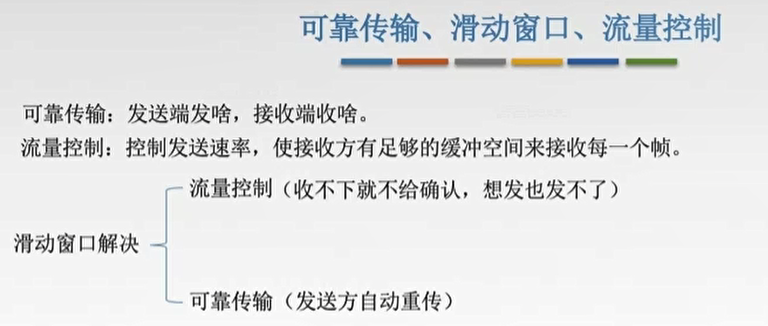 可靠传输、滑动窗口、流量控制
可靠传输：发送端发啥，接收端收啥。
流量控制：控制发送速率，使接收方有足够的缓冲空间来接收每一个帧。
流量控制（收不下就不给确认，想发也发不了）
滑动窗口解决
可靠传输（发送方自动重传）